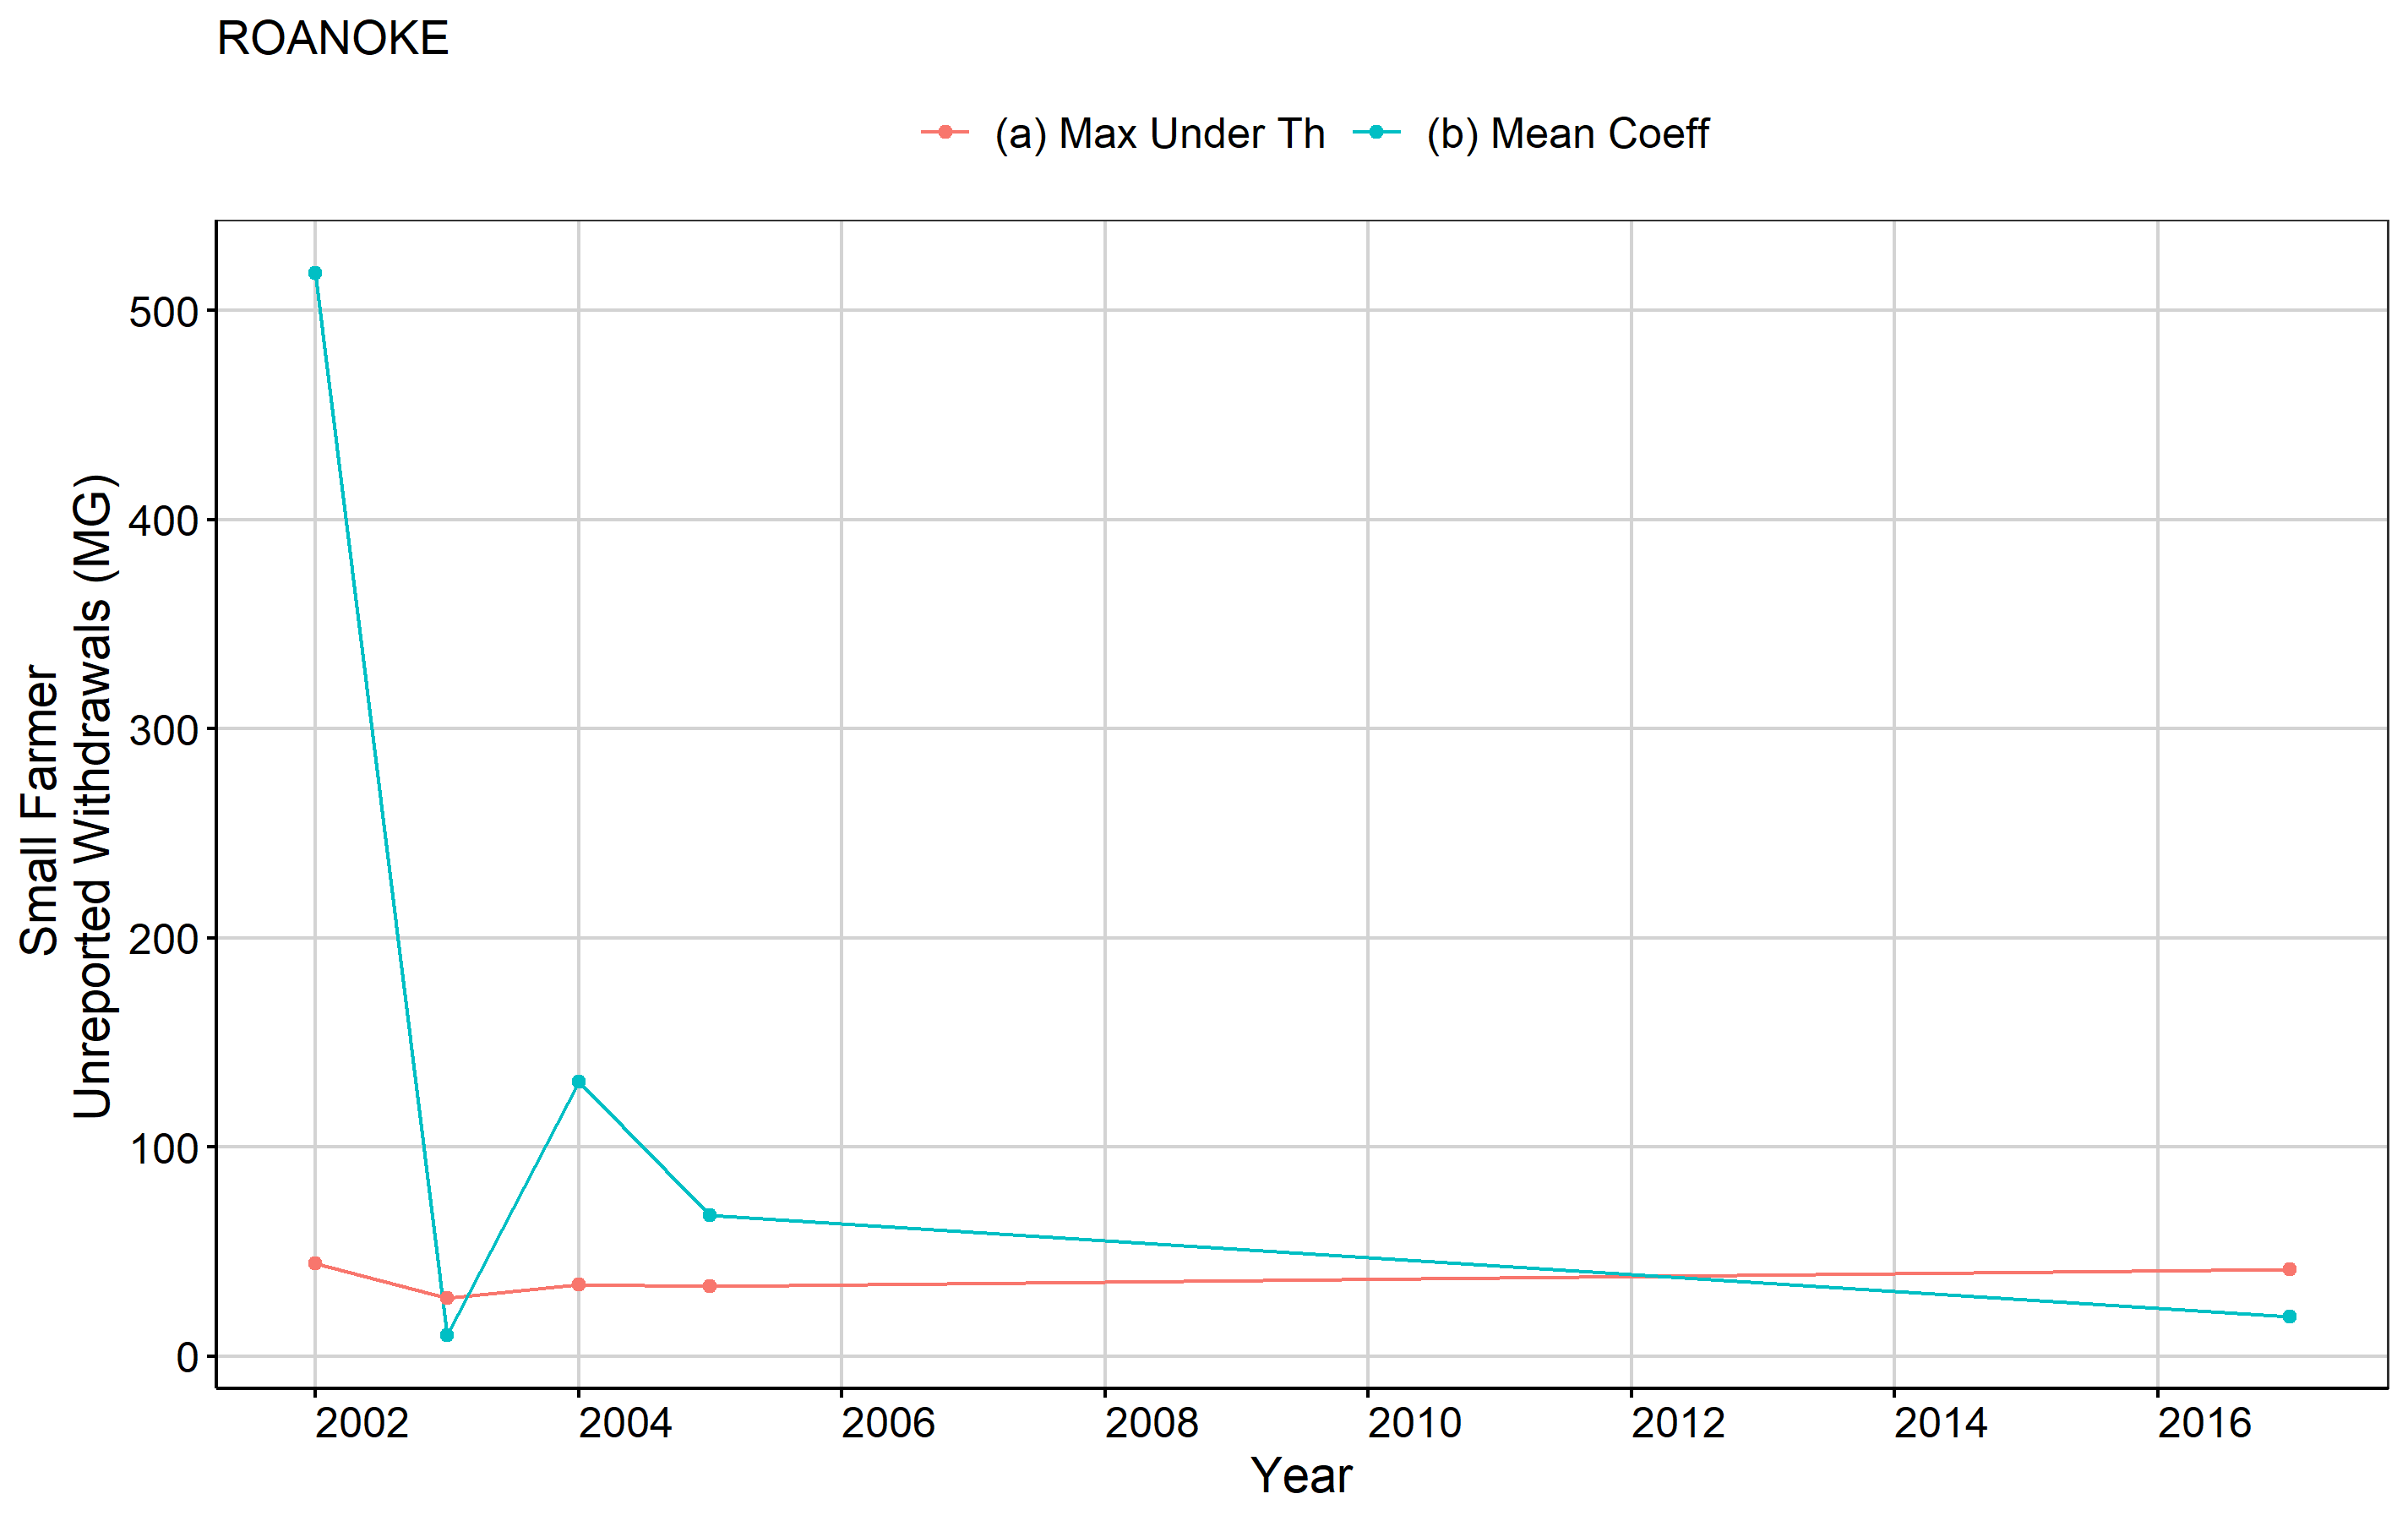 ROANOKE
(a) Max Under Th (b) Mean Coeff
Small Farmer
Unreported Withdrawals (MG)
500
400
300
200
100
0
2002 2004 2006 2008 2010 2012 2014 2016
Year